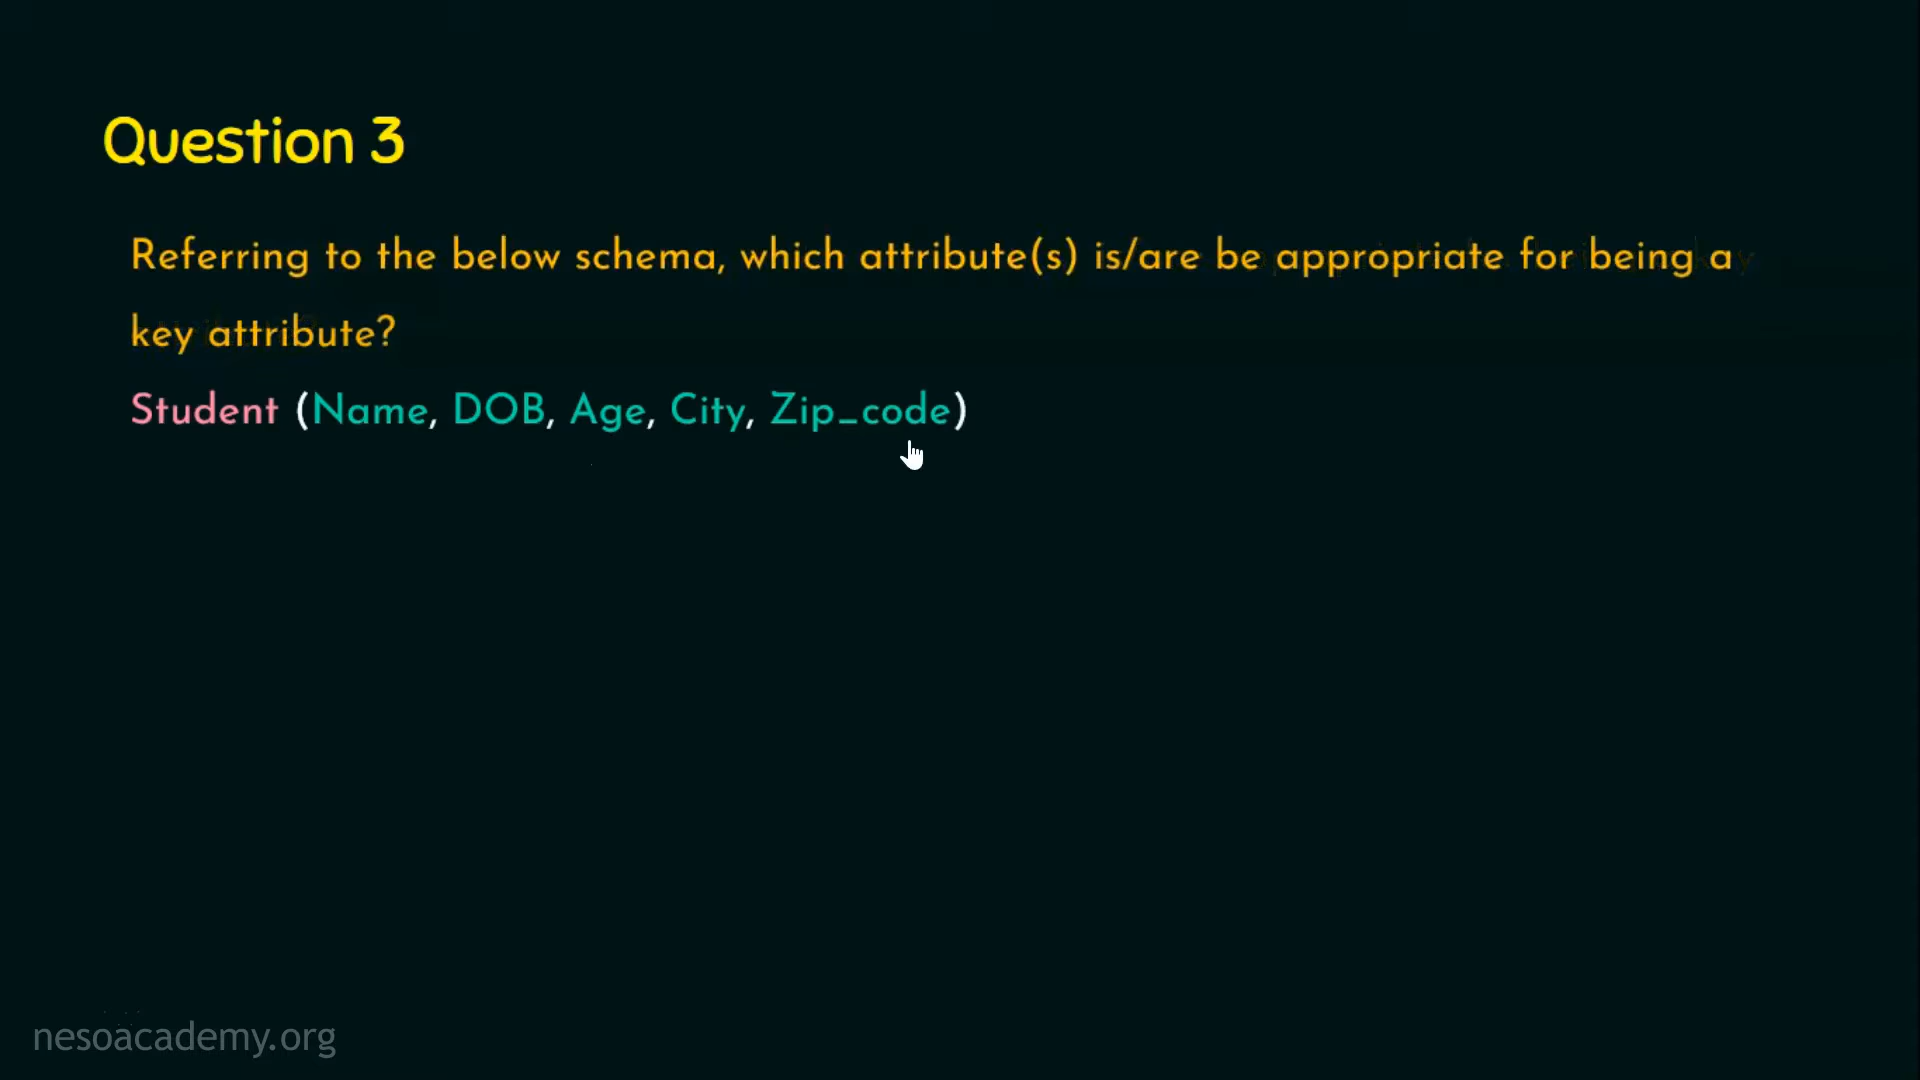 Question 3
Referring to the below schema, which attribute(s) is/are be appropriate for being a
key attribute?
Student (Name, DOB, Age, City, Zip_code)
nesoacademy.org